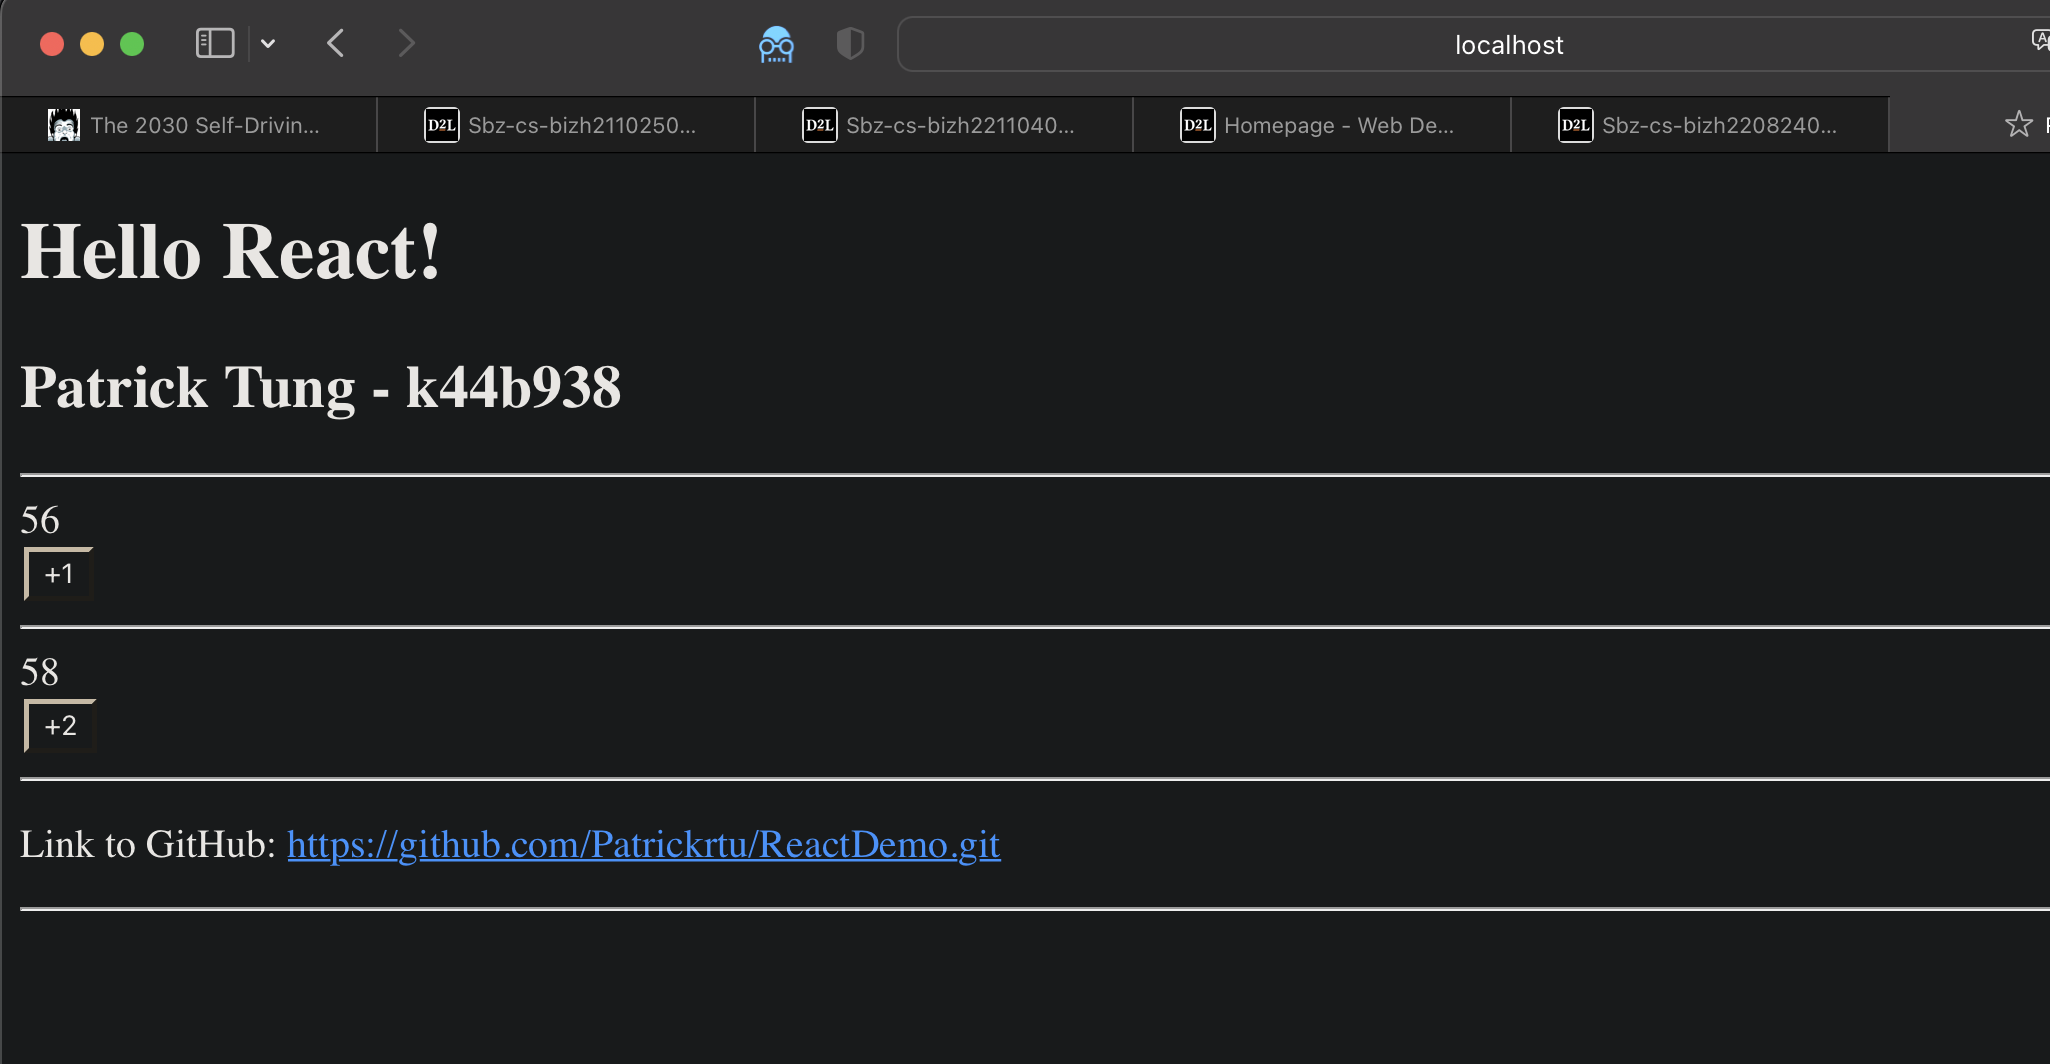 localhost
The 2030 Self-Drivin...
D2L Sbz-cs-bizh2110250...
D2L Sbz-cs-bizh2211040...
D2L Homepage - Web De...
D2L Sbz-cs-bizh2208240...
Hello React!
Patrick Tung - k44b938
56
+1
58
+2
Link to GitHub: https://github.com/Patrickrtu/ReactDemo.git